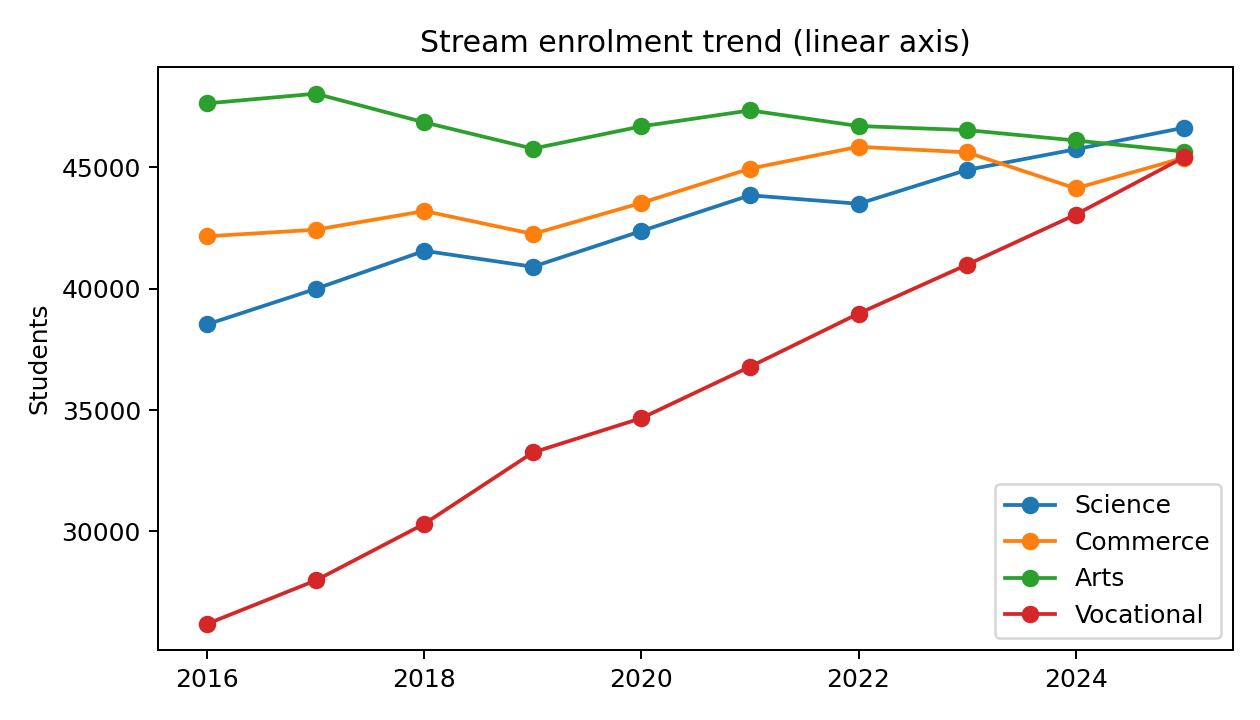 Stream enrolment trend (linear axis)
Students
45000
40000
35000
30000
2016
2018
2020
2022
2024
Science
Commerce
Arts
Vocational